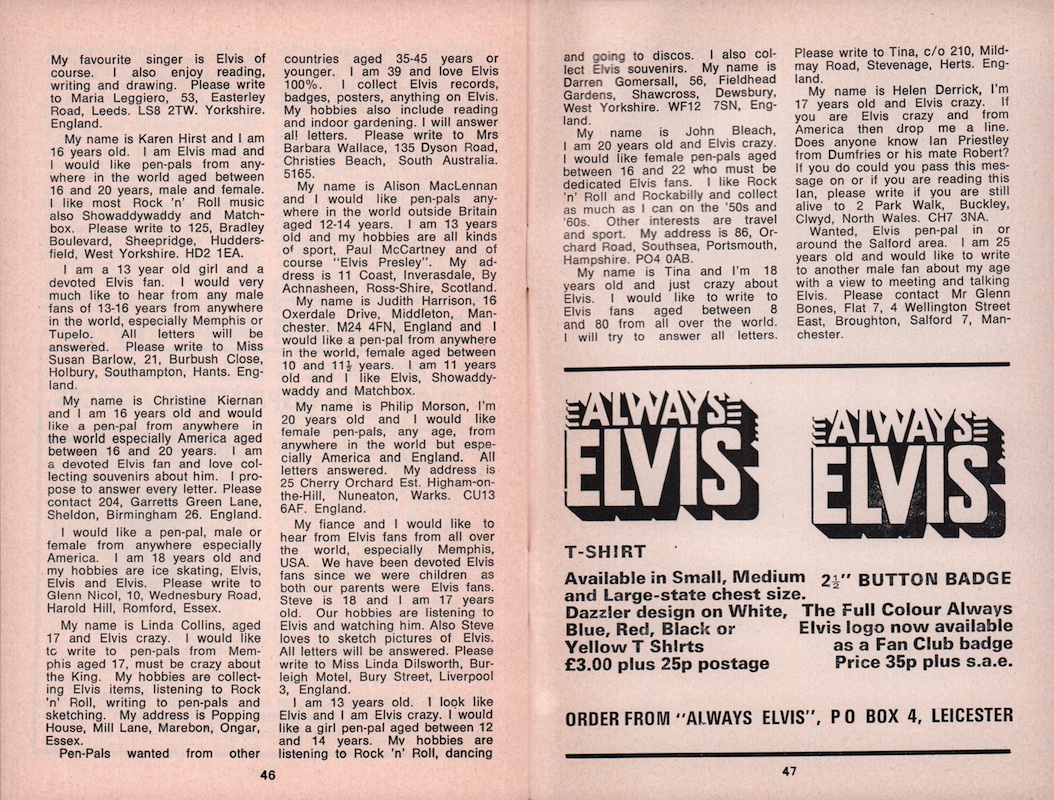 My favourite singer is Elvis of
course. I also enjoy reading,
writing and drawing. Please write
to Maria Leggiero, 53, Easterley
Road, Leeds. LS8 2TW. Yorkshire.
England.
My name is Karen Hirst and I am
16 years old. I am Elvis mad and
I would like pen-pals from any-
where in the world aged between
16 and 20 years, male and female.
I like most Rock 'n' Roll music
also Showaddywaddy and Match-
box. Please write to 125, Bradley
Boulevard, Sheepridge, Hudders-
field, West Yorkshire. HD2 1EA.
I am a 13 year old girl and a
devoted Elvis fan. I would very
much like to hear from any male
fans of 13-16 years from anywhere
in the world, especially Memphis or
Tupelo. All letters will be
answered. Please write to Miss
Susan Barlow, 21, Burbush Close,
Holbury, Southampton, Hants. Eng-
land.
My name is Christine Kiernan
and I am 16 years old and would
like a pen-pal from anywhere in
the world especially America aged
between 16 and 20 years. I am
a devoted Elvis fan and love col-
lecting souvenirs about him. I pro-
pose to answer every letter. Please
contact 204, Garretts Green Lane,
Sheldon, Birmingham 26. England.
I would like a pen-pal, male or
female from anywhere especially
America. I am 18 years old and
my hobbies are ice skating, Elvis,
Elvis and Elvis. Please write to
Glenn Nicol, 10, Wednesbury Road,
Harold Hill, Romford, Essex.
My name is Linda Collins, aged
17 and Elvis crazy. I would like
to write to pen-pals from Mem-
phis aged 17, must be crazy about
the King. My hobbies are collect-
ing Elvis items, listening to Rock
'n' Roll, writing to pen-pals and
sketching. My address is Popping
House, Mill Lane, Marebon, Ongar,
Essex.
Pen-Pals wanted from other
countries aged 35-45 years or
younger. I am 39 and love Elvis
100%. I collect Elvis records,
badges, posters, anything on Elvis.
My hobbies also include reading
and indoor gardening. I will answer
all letters. Please write to Mrs
Barbara Wallace, 135 Dyson Road,
Christies Beach, South Australia.
5165.
My name is Alison MacLennan
and I would like pen-pals any-
where in the world outside Britain
aged 12-14 years. I am 13 years
old and my hobbies are all kinds
of sport, Paul McCartney and of
course "Elvis Presley". My ad-
dress is 11 Coast, Inverasdale, By
Achnasheen, Ross-Shire, Scotland.
My name is Judith Harrison, 16
Oxerdale Drive, Middleton, Man-
chester. M24 4FN, England and I
would like a pen-pal from anywhere
in the world, female aged between
10 and 11½ years. I am 11 years
old and I like Elvis, Showaddy-
waddy and Matchbox.
My name is Philip Morson, I'm
20 years old and I would like
female pen-pals, any age, from
anywhere in the world but espe-
cially America and England. All
letters answered. My address is
25 Cherry Orchard Est. Higham-on-
the-Hill, Nuneaton, Warks. CU13
6AF. England.
My fiance and I would like to
hear from Elvis fans from all over
the world, especially Memphis,
USA. We have been devoted Elvis
fans since we were children as
both our parents were Elvis fans.
Steve is 18 and I am 17 years
old. Our hobbies are listening to
Elvis and watching him. Also Steve
loves to sketch pictures of Elvis.
All letters will be answered. Please
write to Miss Linda Dilsworth, Bur-
leigh Motel, Bury Street, Liverpool
3, England.
I am 13 years old. I look like
Elvis and I am Elvis crazy. I would
like a girl pen-pal aged between 12
and 14 years. My hobbies are
listening to Rock 'n' Roll, dancing
46
and going to discos. I also col-
lect Elvis souvenirs. My name is
Darren Gomersall, 56, Fieldhead
Gardens, Shawcross, Dewsbury,
West Yorkshire. WF12 7SN, Eng-
land.
My name is John Bleach,
I am 20 years old and Elvis crazy.
I would like female pen-pals aged
between 16 and 22 who must be
dedicated Elvis fans. I like Rock
'n' Roll and Rockabilly and collect
as much as I can on the '50s and
'60s. Other interests are travel
and sport. My address is 86, Or-
chard Road, Southsea, Portsmouth,
Hampshire. PO4 0AB.
My name is Tina and I'm 18
years old and just crazy about
Elvis. I would like to write to
Elvis fans aged between 8
and 80 from all over the world.
I will try to answer all letters.
Please write to Tina, c/o 210, Mild-
may Road, Stevenage, Herts. Eng-
land.
My name is Helen Derrick, I'm
17 years old and Elvis crazy. If
you are Elvis crazy and from
America then drop me a line.
Does anyone know Ian Priestley
from Dumfries or his mate Robert?
If you do could you pass this mes-
sage on or if you are reading this
Ian, please write if you are still
alive to 2 Park Walk, Buckley,
Clwyd, North Wales. CH7 3NA.
Wanted, Elvis pen-pal in or
around the Salford area. I am 25
years old and would like to write
to another male fan about my age
with a view to meeting and talking
Elvis. Please contact Mr Glenn
Bones, Flat 7, 4 Wellington Street
East, Broughton, Salford 7, Man-
chester.
ALWAYS
ELVIS
T-SHIRT
Available in Small, Medium
and Large-state chest size.
Dazzler design on White,
Blue, Red, Black or
Yellow T Shirts
£3.00 plus 25p postage
ALWAYS
ELVIS
2½" BUTTON BADGE
The Full Colour Always
Elvis logo now available
as a Fan Club badge
Price 35p plus s.a.e.
ORDER FROM "ALWAYS ELVIS", P O BOX 4, LEICESTER
47